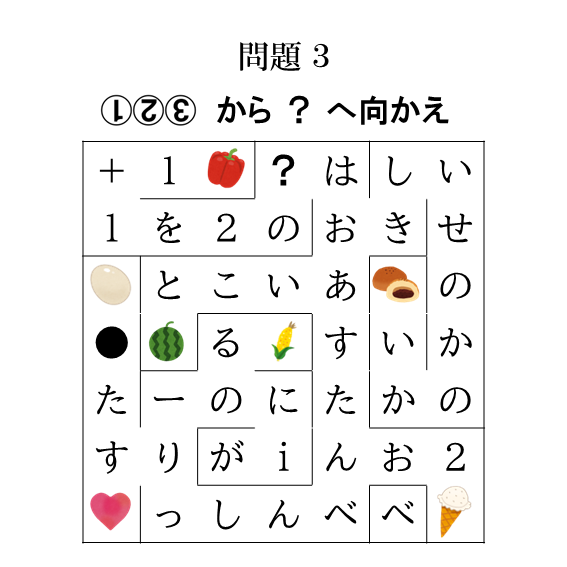 問題 3
①②③ から ? へ向かえ
+ 1 ? は し い
1 を 2 の お き せ
と こ い あ の
る す い か
た ー の に た か の
す り が i ん お 2
っ し ん べ べ